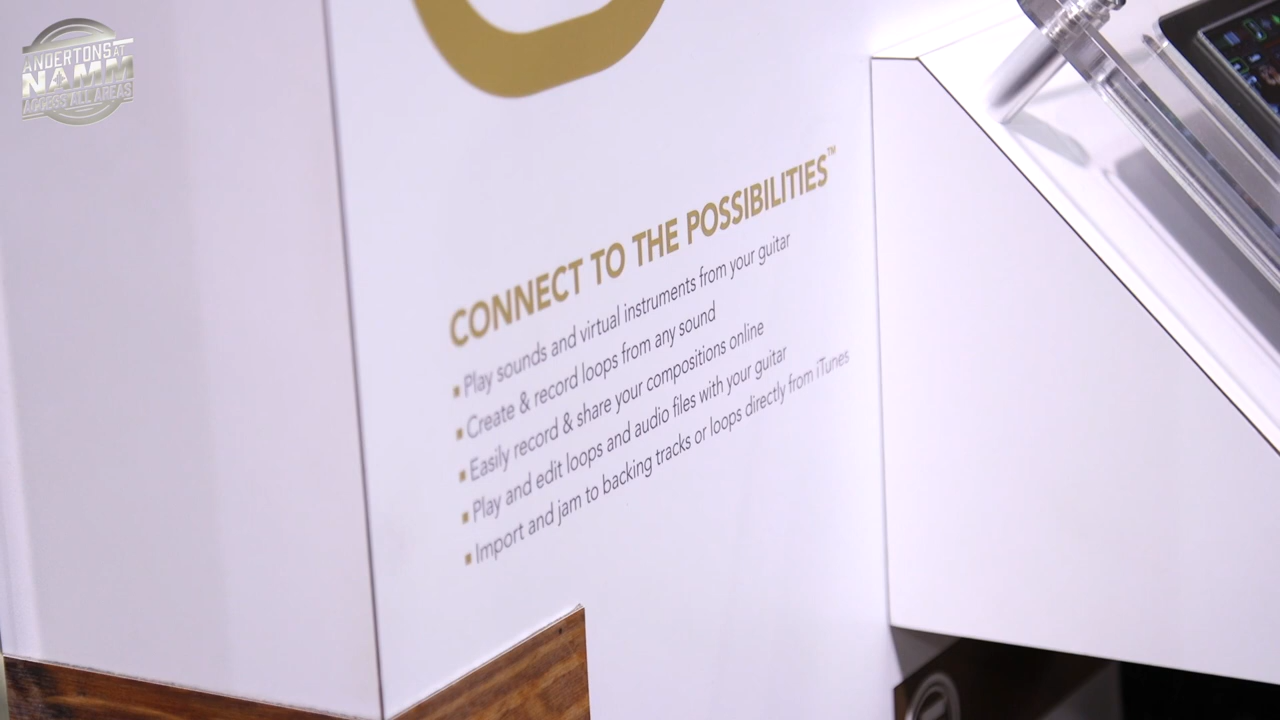 ANDERTONS AT
NAMM
ACCESS ALL AREAS
CONNECT TO THE POSSIBILITIES™
▪ Play sounds and virtual instruments from your guitar
▪ Create & record loops from any sound
▪ Easily record & share your compositions online
▪ Play and edit loops and audio files with your guitar
▪ Import and jam to backing tracks or loops directly from iTunes